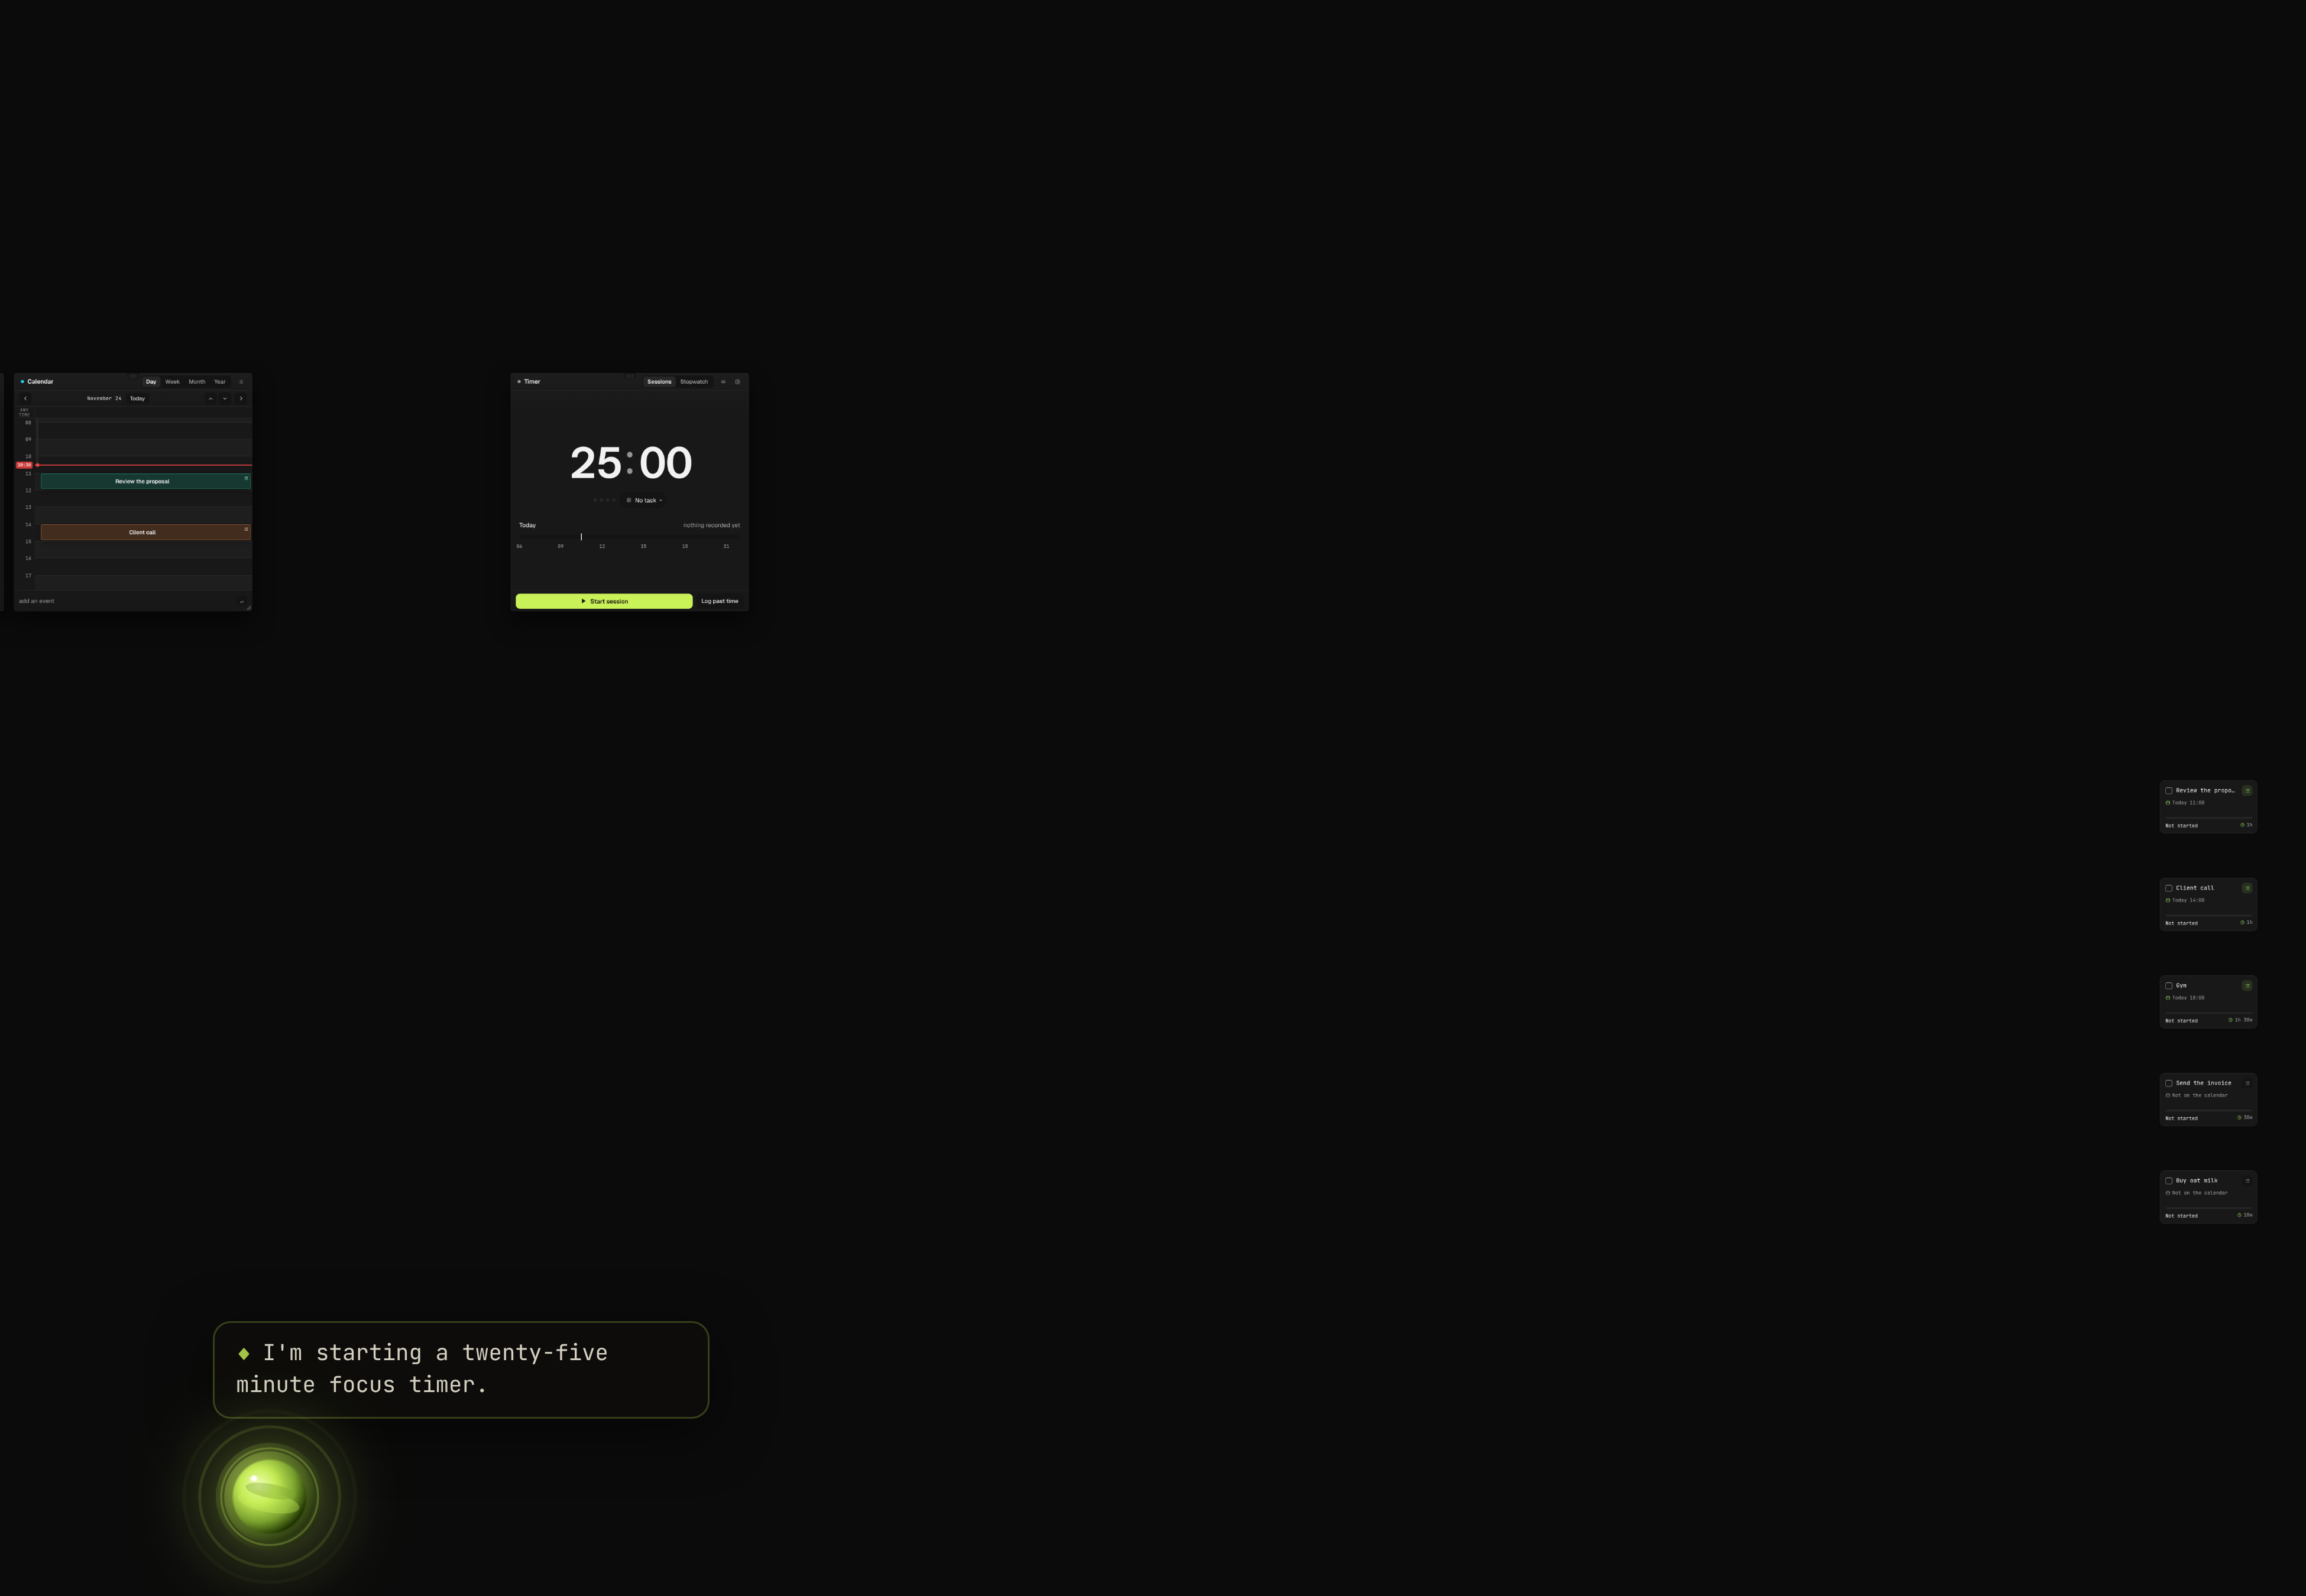 Calendar
Day Week Month Year
November 24 Today
ANY TIME
08
09
10
10:30
11
Review the proposal
12
13
14
Client call
15
16
17
add an event
Timer
Sessions Stopwatch
25:00
No task
Today nothing recorded yet
06 09 12 15 18 21
Start session Log past time
Review the propo…
Today 11:00
Not started 1h
Client call
Today 14:00
Not started 1h
Gym
Today 18:00
Not started 1h 30m
Send the invoice
Not on the calendar
Not started 30m
Buy oat milk
Not on the calendar
Not started 10m
I'm starting a twenty-five
minute focus timer.